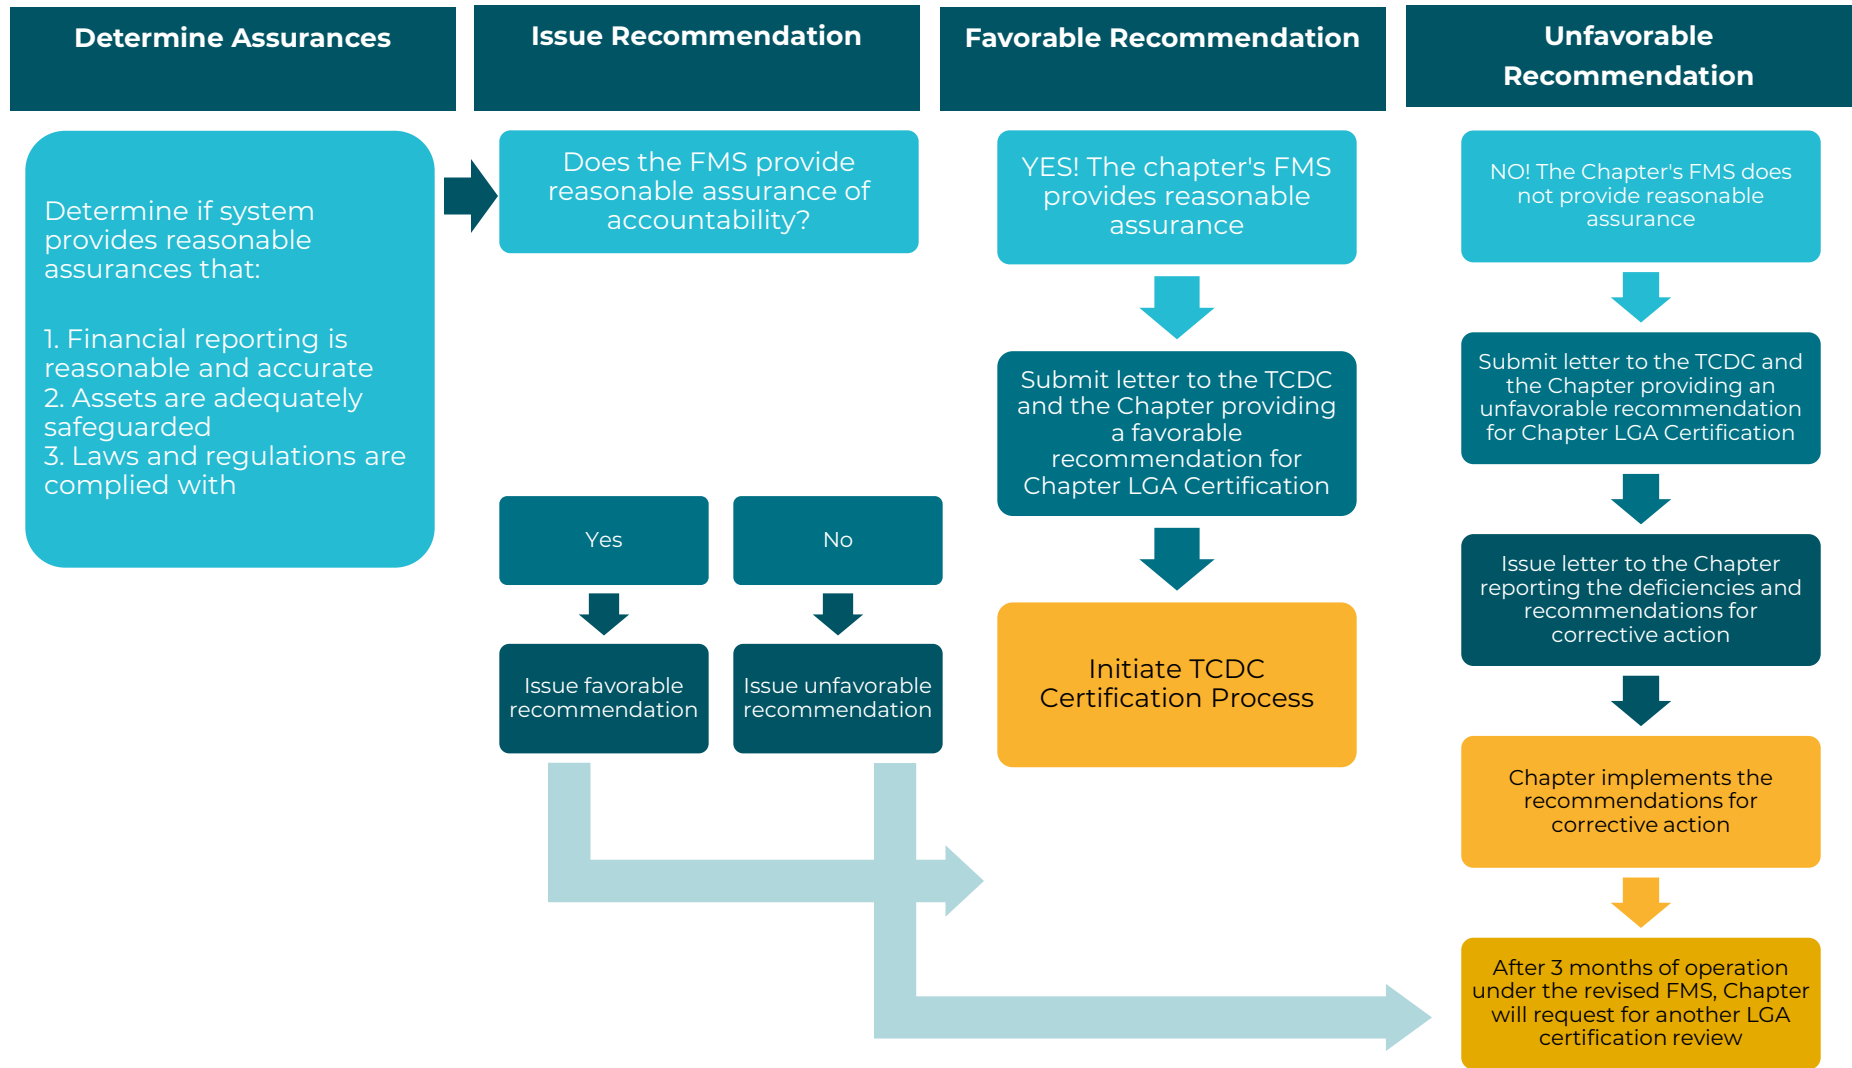 Determine Assurances
Determine if system
provides reasonable
assurances that:
1. Financial reporting is
reasonable and accurate
2. Assets are adequately
safeguarded
3. Laws and regulations are
complied with
Issue Recommendation
Does the FMS provide
reasonable assurance of
accountability?
Yes
Issue favorable
recommendation
No
Issue unfavorable
recommendation
Favorable Recommendation
YES! The chapter's FMS
provides reasonable
assurance
Submit letter to the TCDC
and the Chapter providing
a favorable
recommendation for
Chapter LGA Certification
Initiate TCDC
Certification Process
Unfavorable
Recommendation
NO! The Chapter's FMS does
not provide reasonable
assurance
Submit letter to the TCDC and
the Chapter providing an
unfavorable recommendation
for Chapter LGA Certification
Issue letter to the Chapter
reporting the deficiencies and
recommendations for
corrective action
Chapter implements the
recommendations for
corrective action
After 3 months of operation
under the revised FMS, Chapter
will request for another LGA
certification review